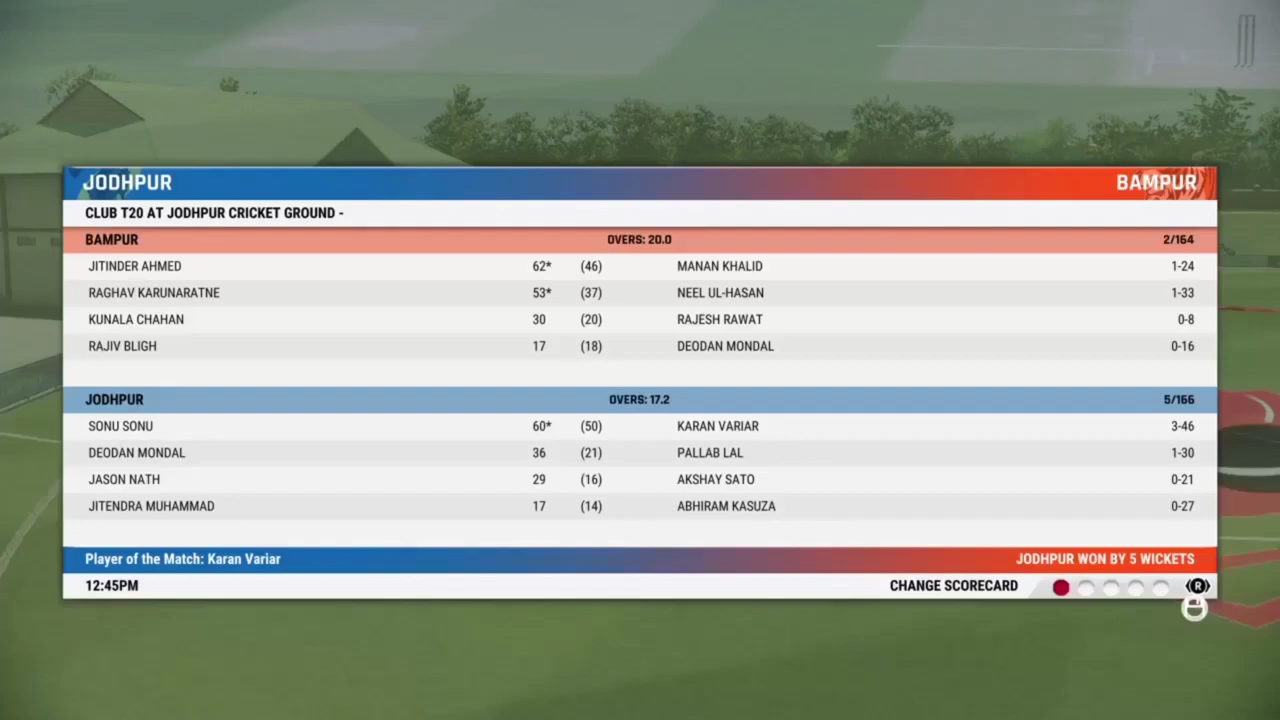 JODHPUR BAMPUR
CLUB T20 AT JODHPUR CRICKET GROUND -
BAMPUR OVERS: 20.0 2/164
JITINDER AHMED 62* (46) MANAN KHALID 1-24
RAGHAV KARUNARATNE 53* (37) NEEL UL-HASAN 1-33
KUNALA CHAHAN 30 (20) RAJESH RAWAT 0-8
RAJIV BLIGH 17 (18) DEODAN MONDAL 0-16
JODHPUR OVERS: 17.2 5/166
SONU SONU 60* (50) KARAN VARIAR 3-46
DEODAN MONDAL 36 (21) PALLAB LAL 1-30
JASON NATH 29 (16) AKSHAY SATO 0-21
JITENDRA MUHAMMAD 17 (14) ABHIRAM KASUZA 0-27
Player of the Match: Karan Variar JODHPUR WON BY 5 WICKETS
12:45PM CHANGE SCORECARD R